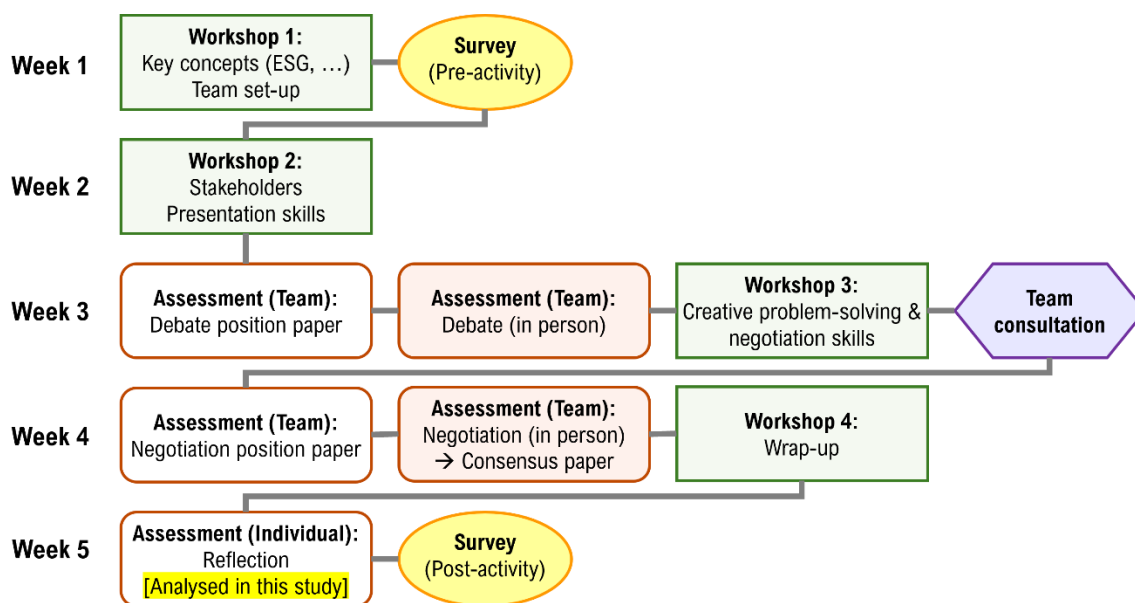 Week 1
Workshop 1:
Key concepts (ESG, …)
Team set-up
Survey
(Pre-activity)
Week 2
Workshop 2:
Stakeholders
Presentation skills
Week 3
Assessment (Team):
Debate position paper
Assessment (Team):
Debate (in person)
Workshop 3:
Creative problem-solving &
negotiation skills
Team
consultation
Week 4
Assessment (Team):
Negotiation position paper
Assessment (Team):
Negotiation (in person)
→ Consensus paper
Workshop 4:
Wrap-up
Week 5
Assessment (Individual):
Reflection
[Analysed in this study]
Survey
(Post-activity)